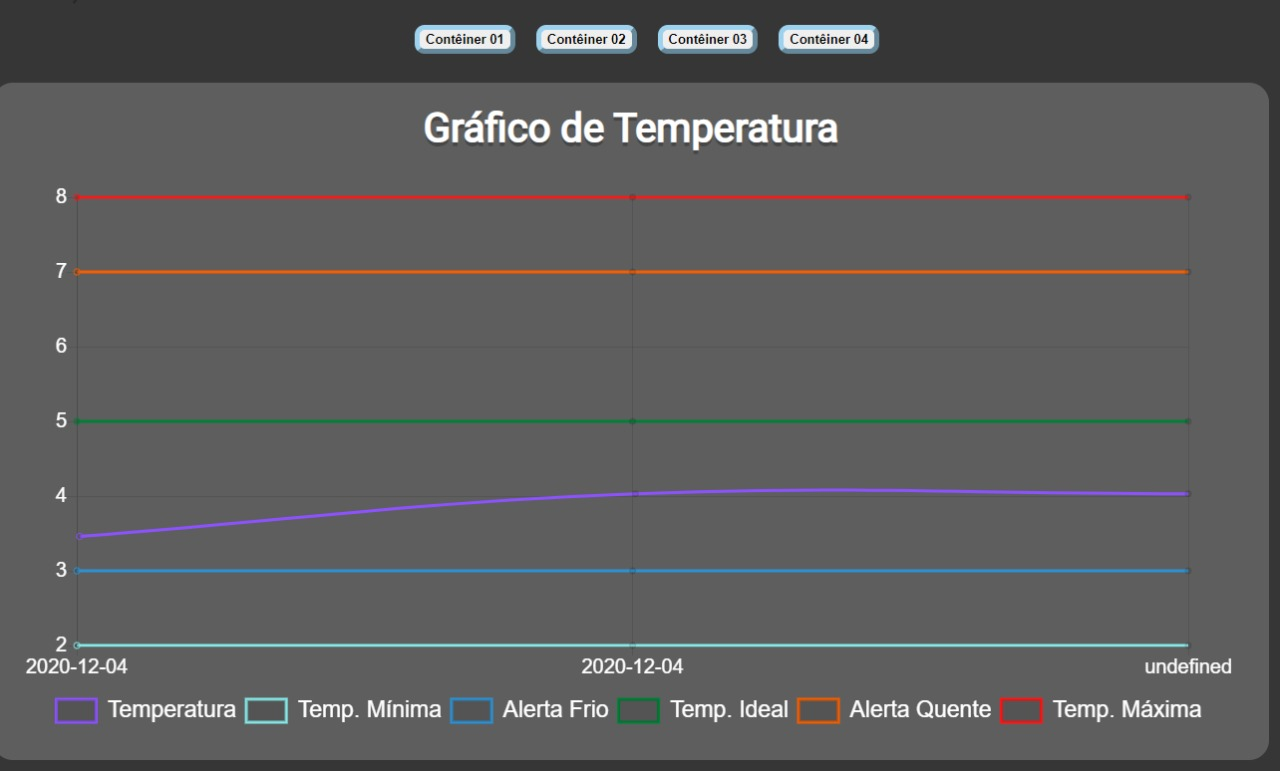 Contêiner 01 Contêiner 02 Contêiner 03 Contêiner 04
Gráfico de Temperatura
8
7
6
5
4
3
2
2020-12-04 2020-12-04 undefined
Temperatura Temp. Mínima Alerta Frio Temp. Ideal Alerta Quente Temp. Máxima